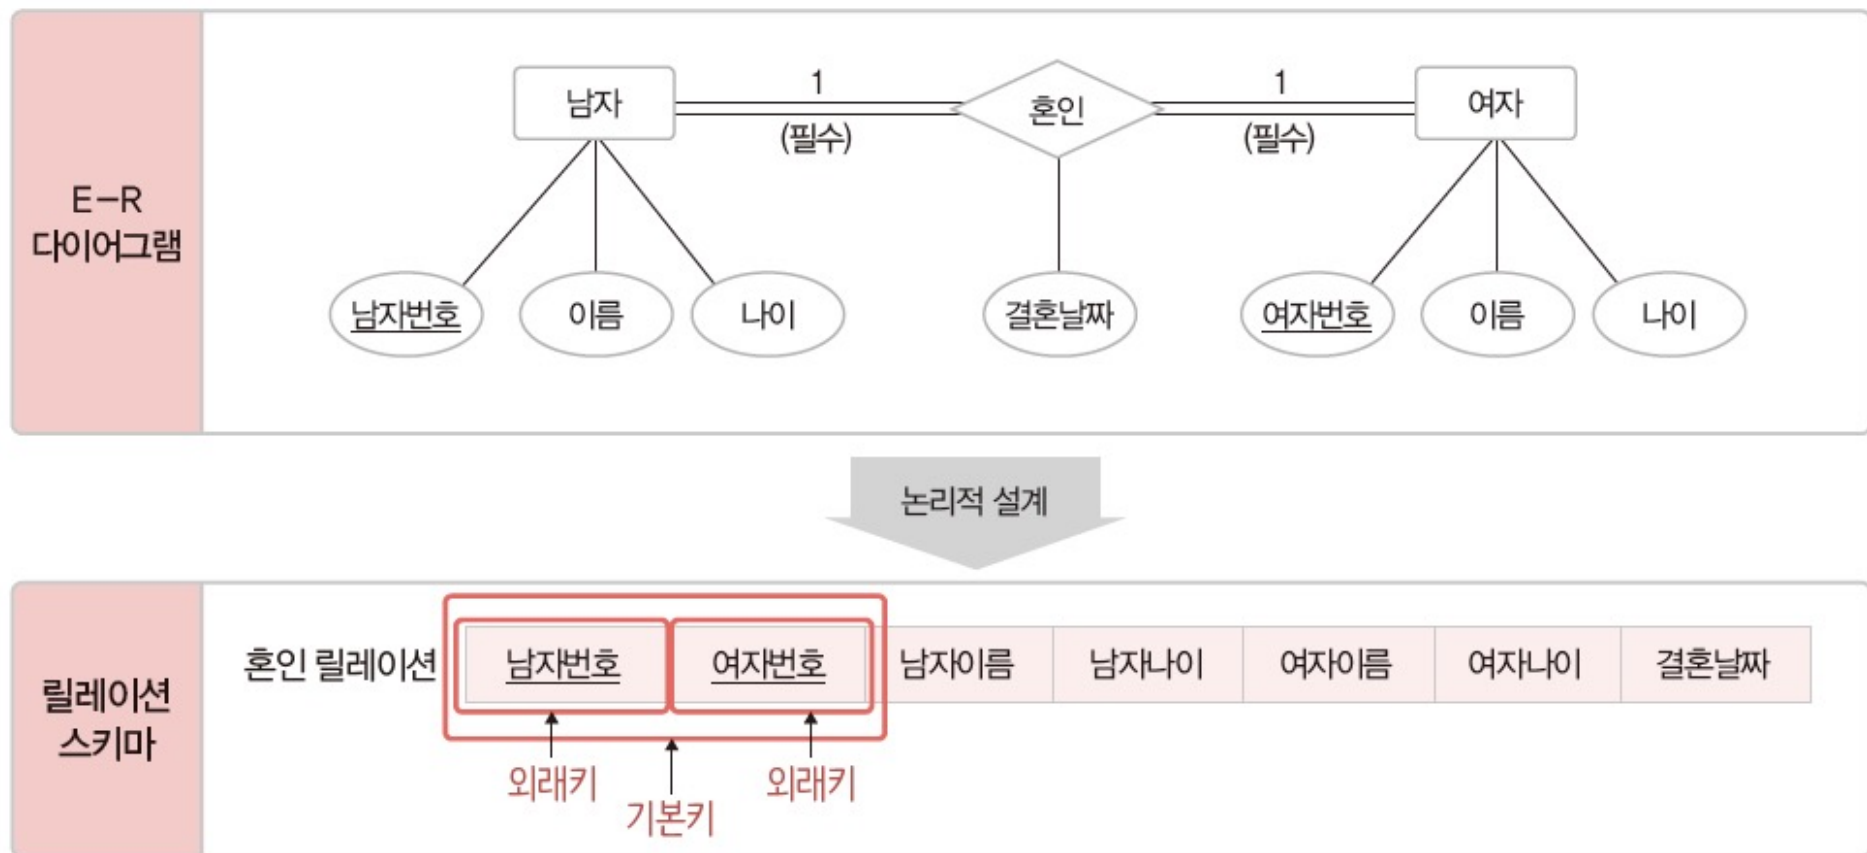 E-R
다이어그램
남자
1
(필수)
혼인
1
(필수)
여자
남자번호
이름
나이
결혼날짜
여자번호
이름
나이
논리적 설계
릴레이션
스키마
혼인 릴레이션
남자번호
여자번호
남자이름
남자나이
여자이름
여자나이
결혼날짜
외래키
기본키
외래키